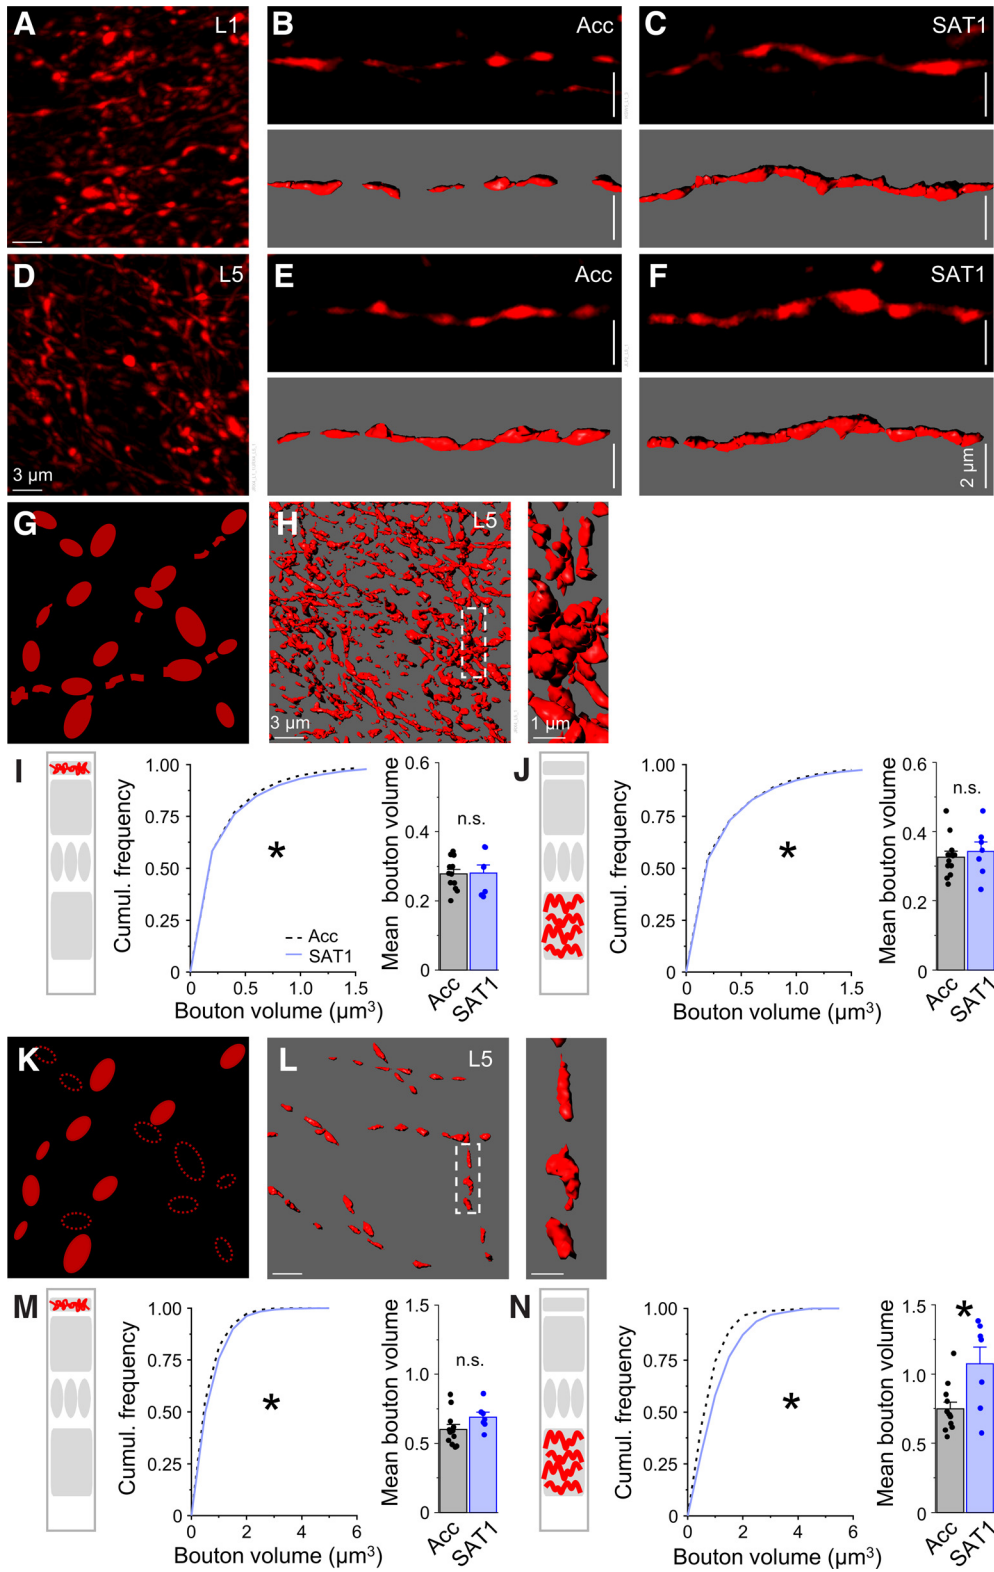 A
L1
B
Acc
C
SAT1
D
L5
3 µm
E
Acc
F
SAT1
2 µm
G
H
L5
3 µm
1 µm
I
Cumul. frequency
1.00
0.75
0.50
0.25
0
*
Acc
SAT1
0 0.5 1.0 1.5
Bouton volume (µm³)
Mean bouton volume
0.6
0.4
0.2
0
n.s.
Acc
SAT1
J
Cumul. frequency
1.00
0.75
0.50
0.25
0
*
0 0.5 1.0 1.5
Bouton volume (µm³)
Mean bouton volume
0.6
0.4
0.2
0
n.s.
Acc
SAT1
K
L
L5
M
Cumul. frequency
1.00
0.75
0.50
0.25
0
*
0 2 4 6
Bouton volume (µm³)
Mean bouton volume
1.5
1.0
0.5
0
n.s.
Acc
SAT1
N
Cumul. frequency
1.00
0.75
0.50
0.25
0
*
0 2 4 6
Bouton volume (µm³)
Mean bouton volume
1.5
1.0
0.5
0
*
Acc
SAT1